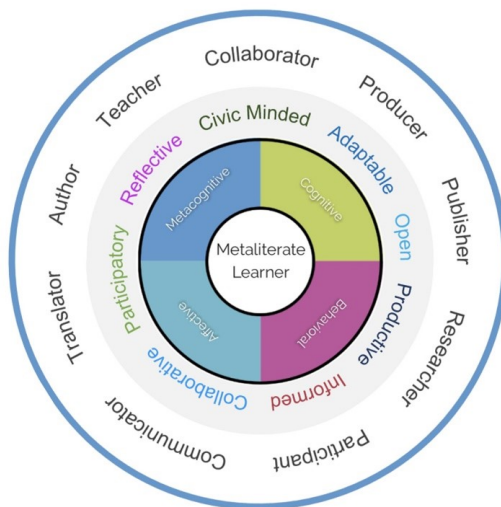 Collaborator
Producer
Publisher
Researcher
Participant
Communicator
Translator
Author
Teacher
Civic Minded
Adaptable
Open
Productive
Informed
Collaborative
Participatory
Reflective
Metacognitive
Cognitive
Behavioral
Affective
Metaliterate
Learner